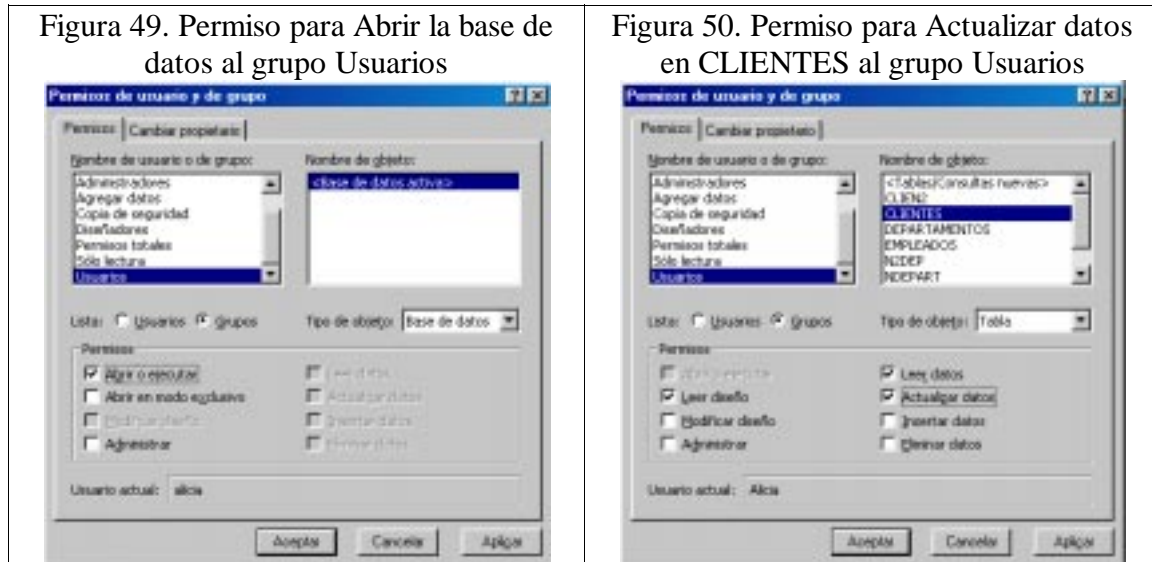 Figura 49. Permiso para Abrir la base de
datos al grupo Usuarios
Permisos de usuario y de grupo
Permisos Cambiar propietario
Nombre de usuario o de grupo:
Nombre de objeto:
Administradores
Agregar datos
Copia de seguridad
Diseñadores
Permisos totales
Sólo lectura
Usuarios
<Base de datos activa>
Lista: Usuarios Grupos
Tipo de objeto: Base de datos
Permisos
Abrir o ejecutar
Abrir en modo exclusivo
Modificar diseño
Administrar
Leer datos
Actualizar datos
Insertar datos
Eliminar datos
Usuario actual: alicia
Aceptar Cancelar Aplicar
Figura 50. Permiso para Actualizar datos
en CLIENTES al grupo Usuarios
Permisos de usuario y de grupo
Permisos Cambiar propietario
Nombre de usuario o de grupo:
Nombre de objeto:
Administradores
Agregar datos
Copia de seguridad
Diseñadores
Permisos totales
Sólo lectura
Usuarios
<Tablas/Consultas nuevas>
CLIEN2
CLIENTES
DEPARTAMENTOS
EMPLEADOS
N2DEP
NDEPART
Lista: Usuarios Grupos
Tipo de objeto: Tabla
Permisos
Abrir o ejecutar
Leer diseño
Modificar diseño
Administrar
Leer datos
Actualizar datos
Insertar datos
Eliminar datos
Usuario actual: Alicia
Aceptar Cancelar Aplicar